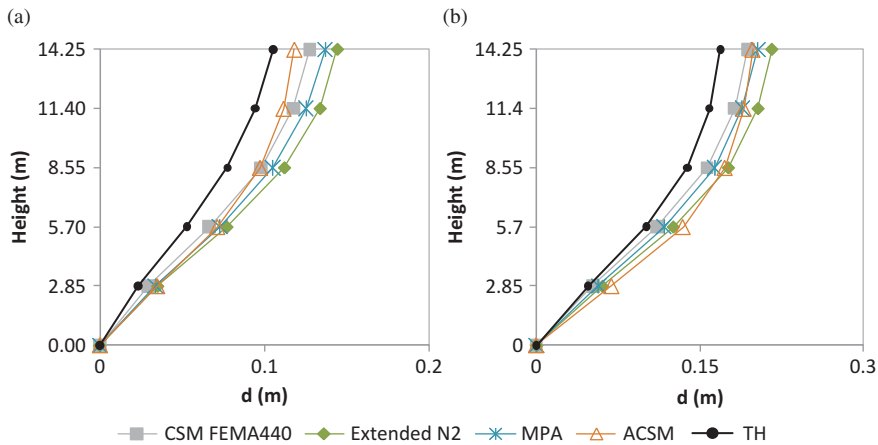 (a)
(b)
14.25
11.40
8.55
5.70
2.85
0.00
Height (m)
0
0.1
0.2
d (m)
14.25
11.40
8.55
5.7
2.85
0
Height (m)
0
0.15
0.3
d (m)
CSM FEMA440 Extended N2 MPA ACSM TH